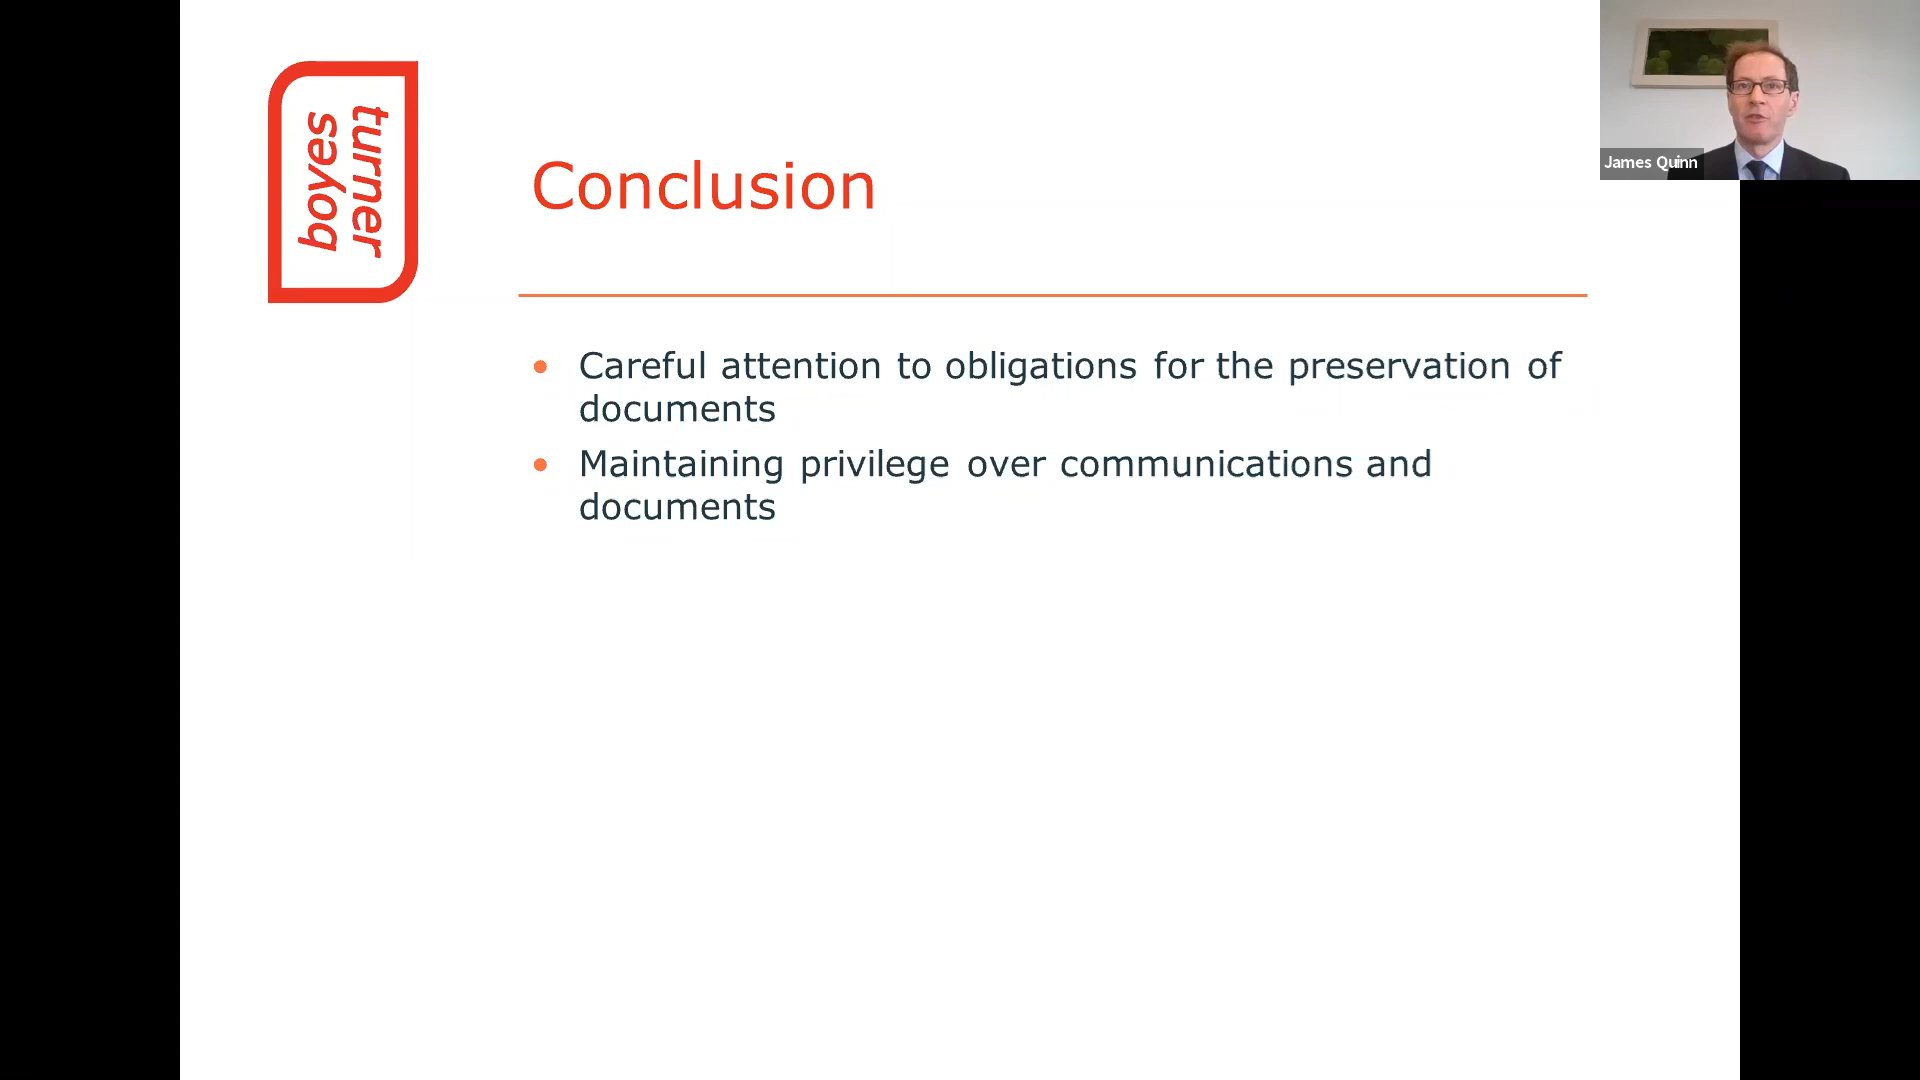 boyes
turner
James Quinn
Conclusion
• Careful attention to obligations for the preservation of
documents
• Maintaining privilege over communications and
documents